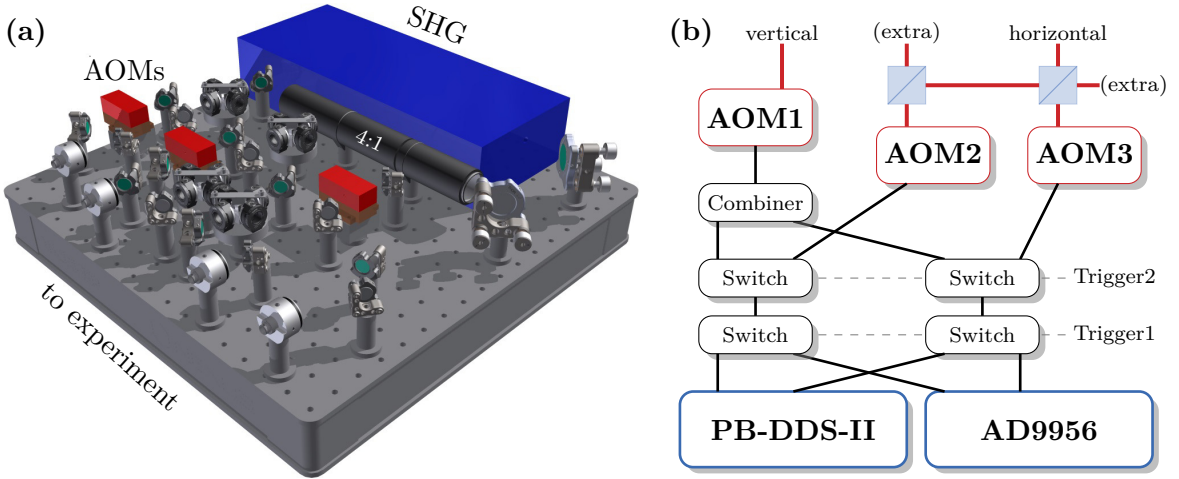 (a)
SHG
AOMs
4:1
to experiment
(b)
vertical
(extra)
horizontal
(extra)
AOM1
AOM2
AOM3
Combiner
Switch
Switch
Trigger2
Switch
Switch
Trigger1
PB-DDS-II
AD9956